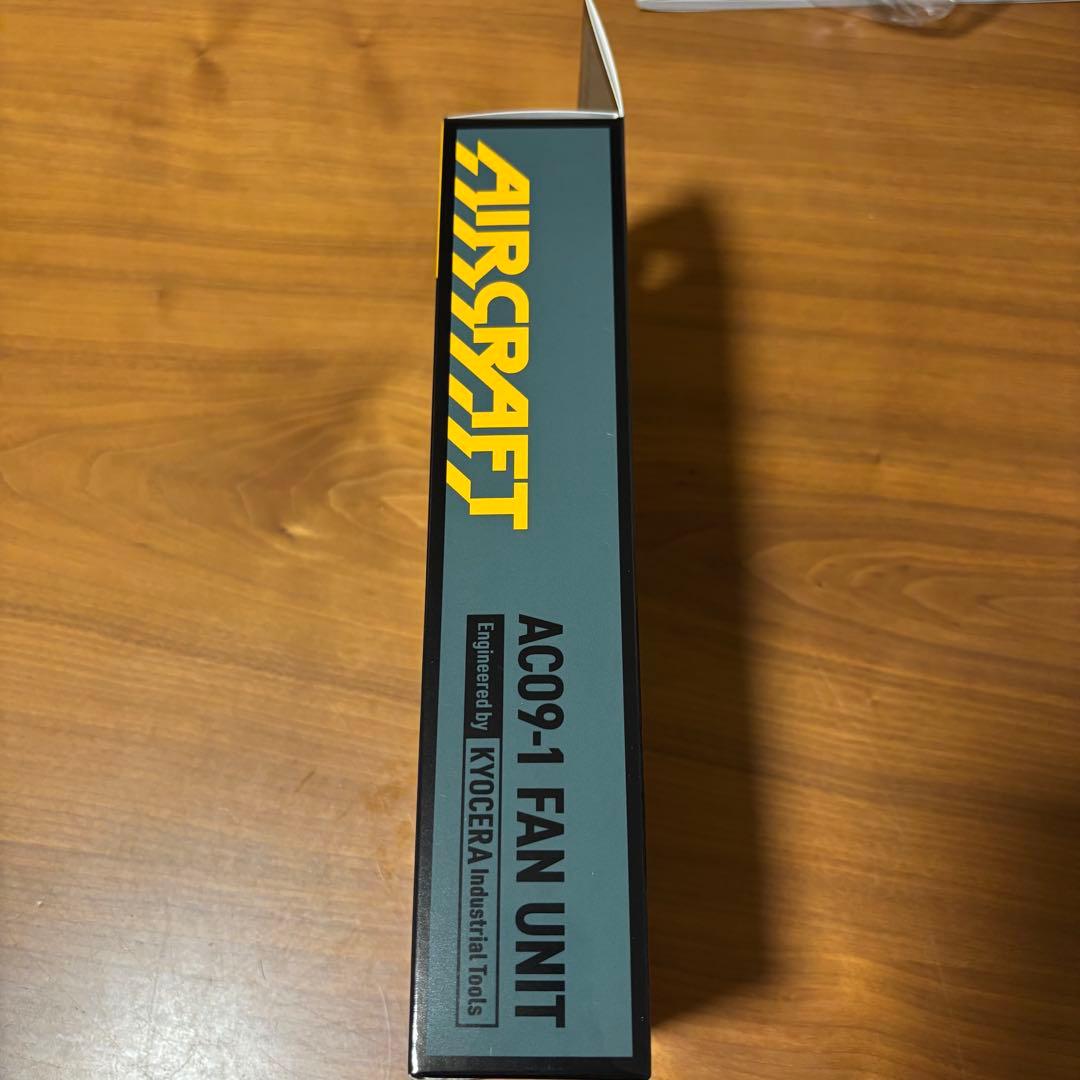 AIRCRAFT
AC09-1 FAN UNIT
Engineered by KYOCERA Industrial Tools